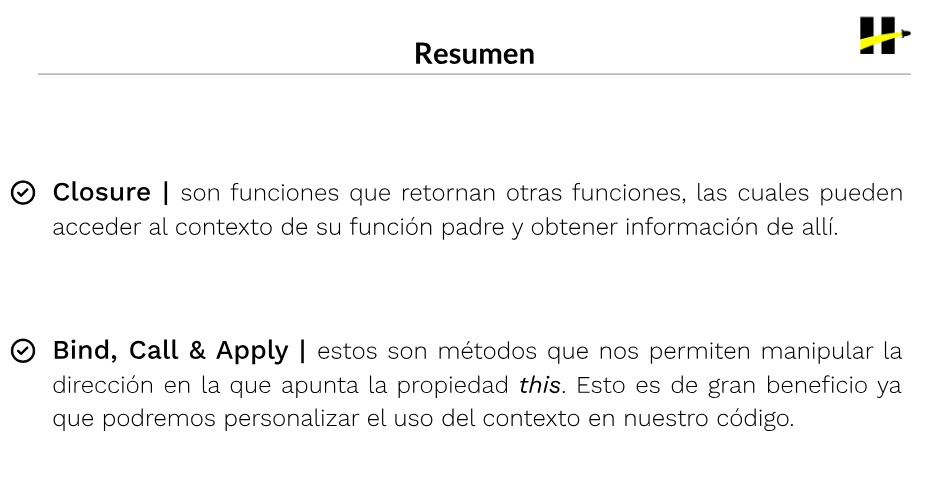 Resumen
Closure | son funciones que retornan otras funciones, las cuales pueden
acceder al contexto de su función padre y obtener información de allí.
Bind, Call & Apply | estos son métodos que nos permiten manipular la
dirección en la que apunta la propiedad this. Esto es de gran beneficio ya
que podremos personalizar el uso del contexto en nuestro código.